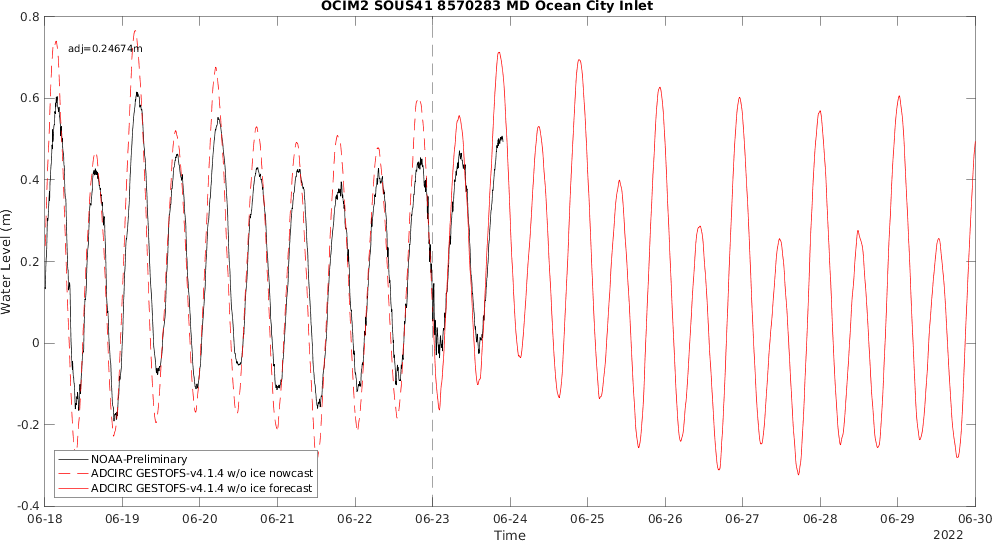 OCIM2 SOUS41 8570283 MD Ocean City Inlet
adj=0.24674m
Water Level (m)
0.8
0.6
0.4
0.2
0
-0.2
-0.4
NOAA-Preliminary
ADCIRC GESTOFS-v4.1.4 w/o ice nowcast
ADCIRC GESTOFS-v4.1.4 w/o ice forecast
06-18 06-19 06-20 06-21 06-22 06-23 06-24 06-25 06-26 06-27 06-28 06-29 06-30
Time
2022